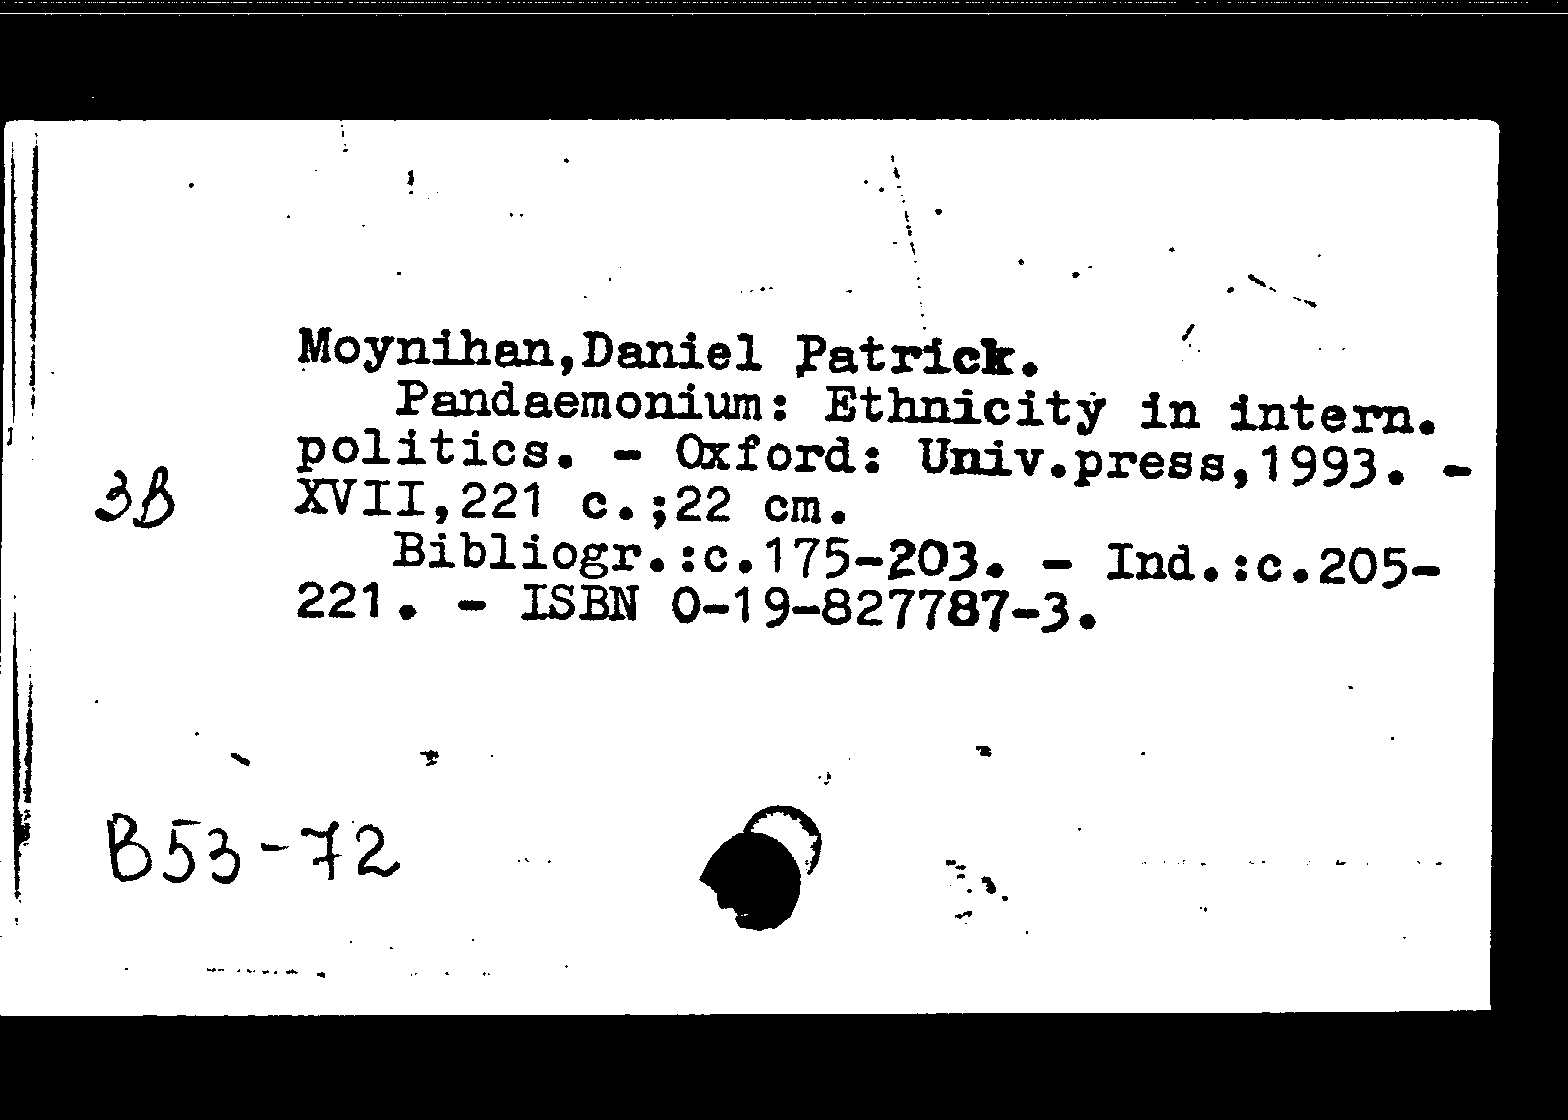 Moynihan,Daniel Patrick.
Pandaemonium: Ethnicity in intern.
politics. - Oxford: Univ.press,1993. -
XVII,221 c.;22 cm.
Bibliogr.:c.175-203. - Ind.:c.205-
221. - ISBN 0-19-827787-3.
3B
B53-72